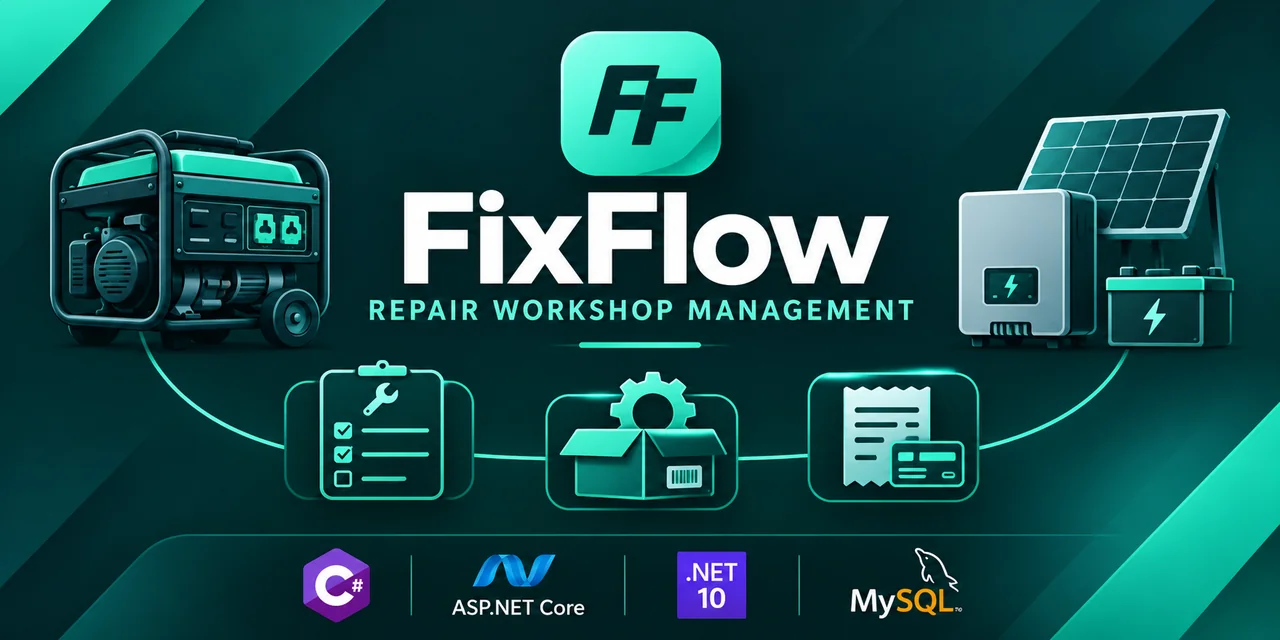 FF
FixFlow
REPAIR WORKSHOP MANAGEMENT
C#
ASP.NET Core
.NET
10
MySQL